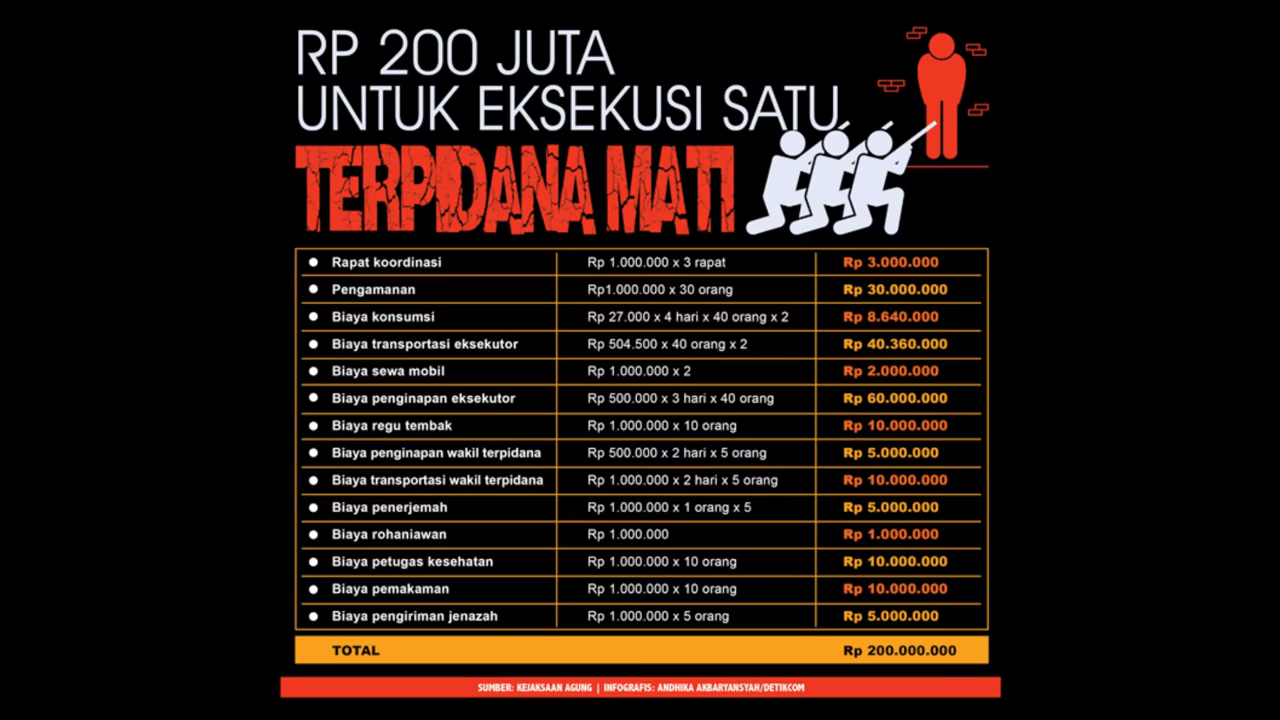 RP 200 JUTA
UNTUK EKSEKUSI SATU
TERPIDANA MATI
Rapat koordinasi Rp 1.000.000 x 3 rapat Rp 3.000.000
Pengamanan Rp1.000.000 x 30 orang Rp 30.000.000
Biaya konsumsi Rp 27.000 x 4 hari x 40 orang x 2 Rp 8.640.000
Biaya transportasi eksekutor Rp 504.500 x 40 orang x 2 Rp 40.360.000
Biaya sewa mobil Rp 1.000.000 x 2 Rp 2.000.000
Biaya penginapan eksekutor Rp 500.000 x 3 hari x 40 orang Rp 60.000.000
Biaya regu tembak Rp 1.000.000 x 10 orang Rp 10.000.000
Biaya penginapan wakil terpidana Rp 500.000 x 2 hari x 5 orang Rp 5.000.000
Biaya transportasi wakil terpidana Rp 1.000.000 x 2 hari x 5 orang Rp 10.000.000
Biaya penerjemah Rp 1.000.000 x 1 orang x 5 Rp 5.000.000
Biaya rohaniawan Rp 1.000.000 Rp 1.000.000
Biaya petugas kesehatan Rp 1.000.000 x 10 orang Rp 10.000.000
Biaya pemakaman Rp 1.000.000 x 10 orang Rp 10.000.000
Biaya pengiriman jenazah Rp 1.000.000 x 5 orang Rp 5.000.000
TOTAL Rp 200.000.000
SUMBER: KEJAKSAAN AGUNG | INFOGRAFIS: ANDHIKA AKBARYANSYAH/DETIKCOM